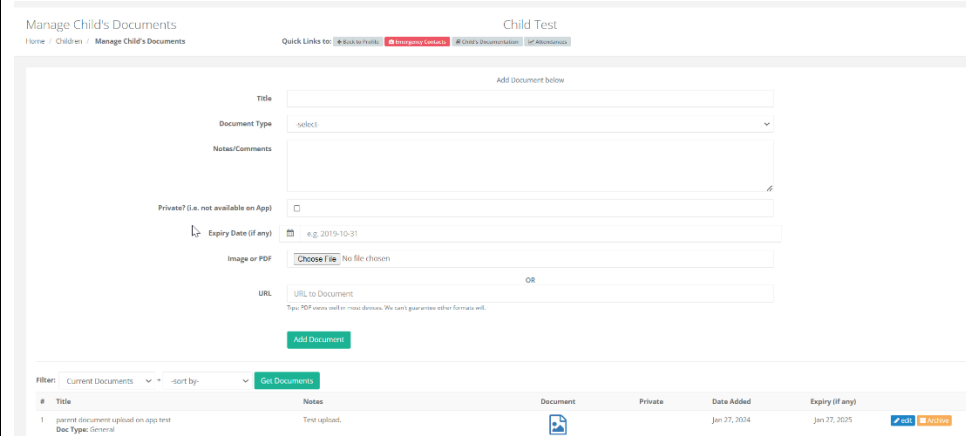 Manage Child's Documents
Child Test
Home / Children / Manage Child's Documents
Quick Links to: Back to Profile Emergency Contacts Child's Documentation Attendances
Add Document below
Title
Document Type -select-
Notes/Comments
Private? (i.e. not available on App)
Expiry Date (if any) e.g. 2019-10-31
Image or PDF Choose File No file chosen
OR
URL URL to Document
Tips: PDF views well in most devices. We can't guarantee other formats will.
Add Document
Filter: Current Documents + -sort by- Get Documents
# Title Notes Document Private Date Added Expiry (if any)
1 parent document upload on app test Test upload. Jan 27, 2024 Jan 27, 2025 edit Archive
Doc Type: General